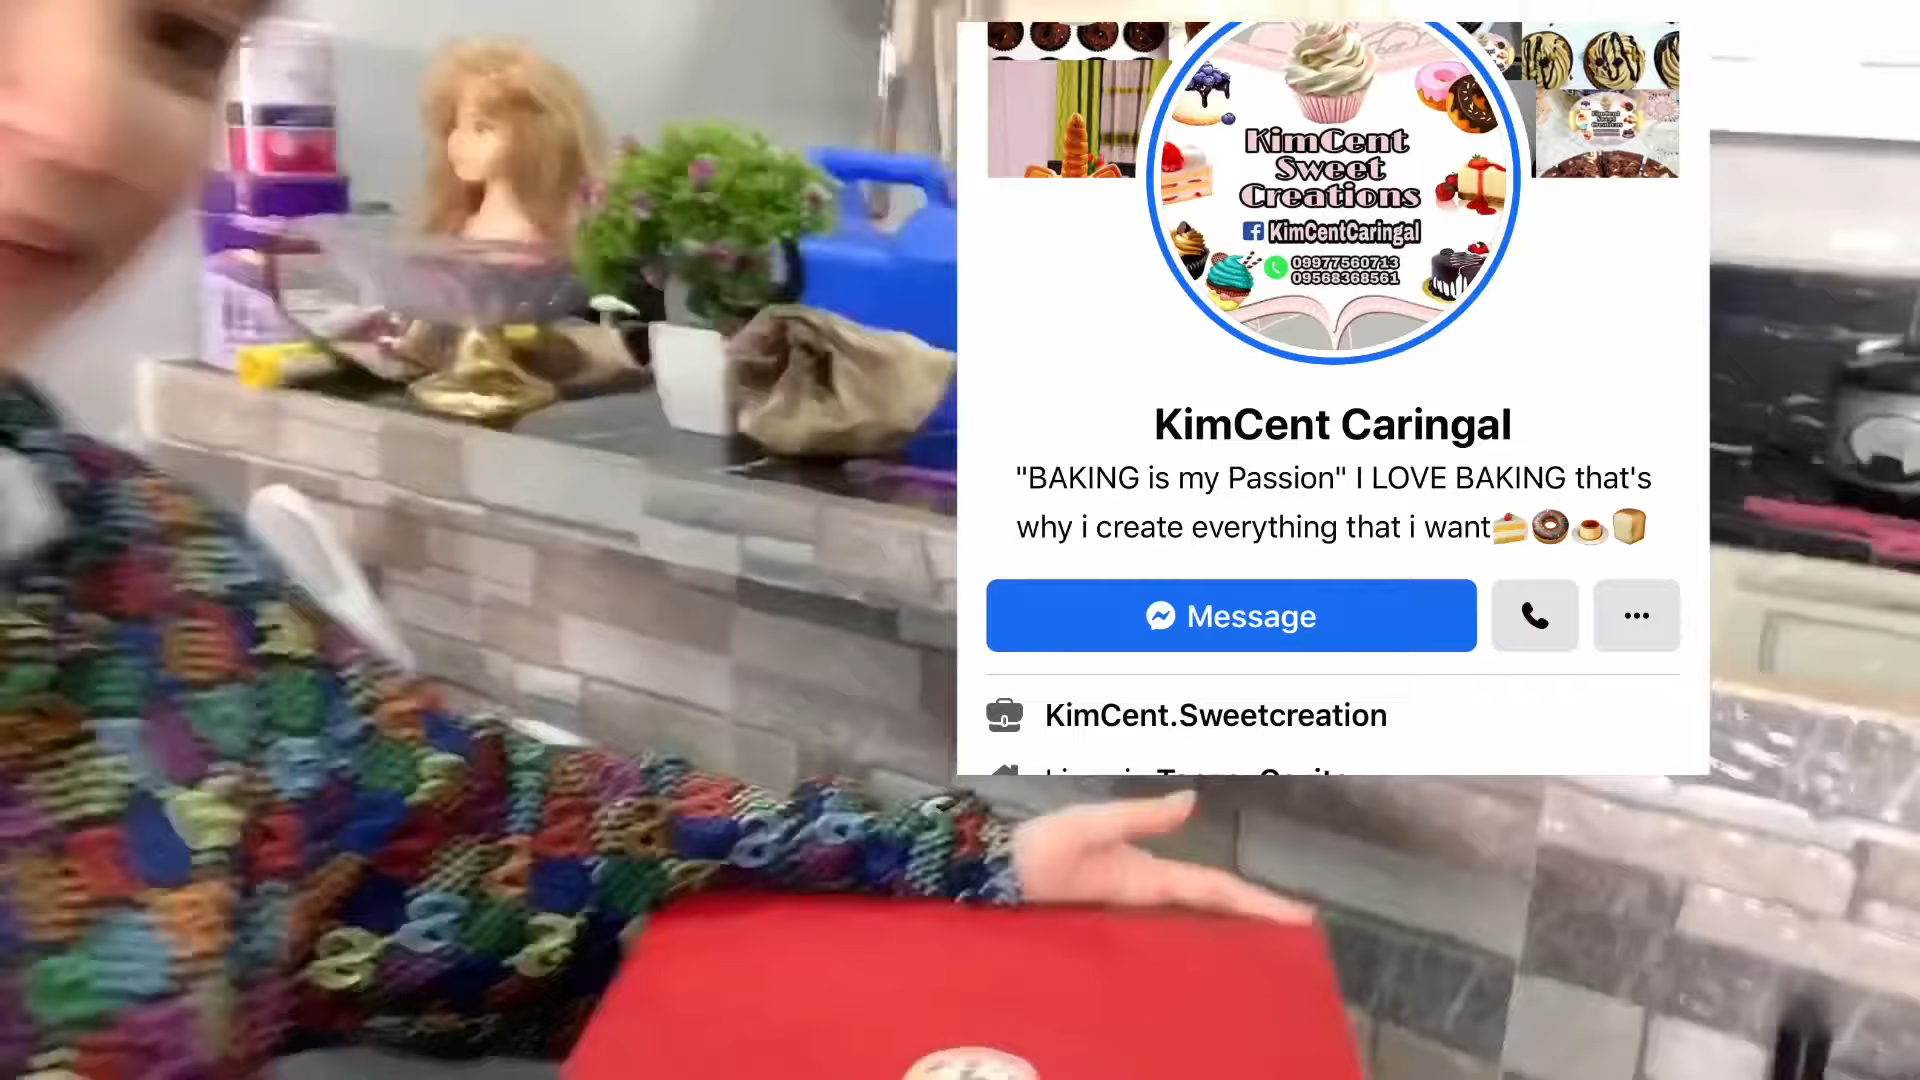 KimCent
Sweet
Creations
KimCentCaringal
09977560713
09568368561
KimCent Caringal
"BAKING is my Passion" I LOVE BAKING that's
why i create everything that i want
Message
KimCent.Sweetcreation